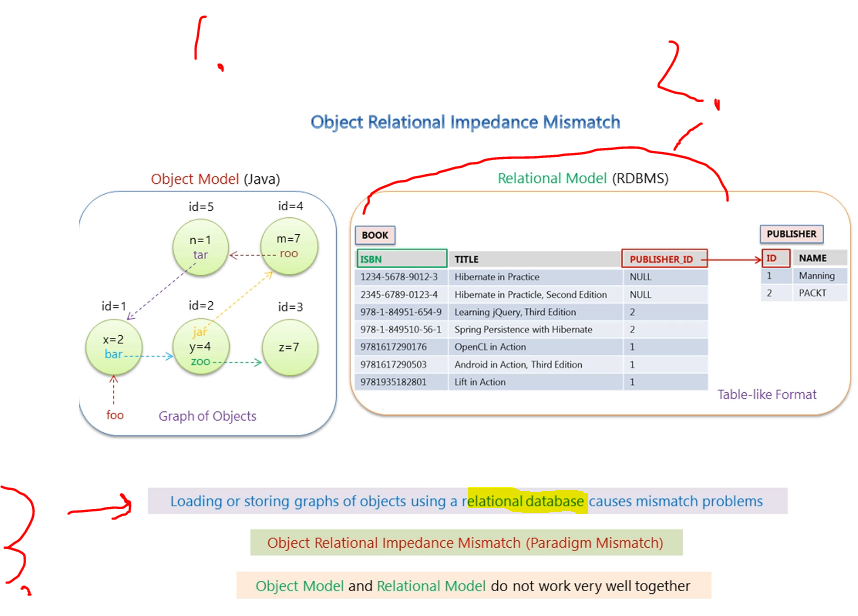 1.
2.
Object Relational Impedance Mismatch
Object Model (Java)
Relational Model (RDBMS)
id=5
id=4
n=1
tar
m=7
roo
id=1
id=2
id=3
x=2
bar
jar
y=4
zoo
z=7
foo
Graph of Objects
BOOK
ISBN TITLE PUBLISHER_ID
1234-5678-9012-3 Hibernate in Practice NULL
2345-6789-0123-4 Hibernate in Practicle, Second Edition NULL
978-1-84951-654-9 Learning jQuery, Third Edition 2
978-1-849510-56-1 Spring Persistence with Hibernate 2
9781617290176 OpenCL in Action 1
9781617290503 Android in Action, Third Edition 1
9781935182801 Lift in Action 1
PUBLISHER
ID NAME
1 Manning
2 PACKT
Table-like Format
3.
Loading or storing graphs of objects using a relational database causes mismatch problems
Object Relational Impedance Mismatch (Paradigm Mismatch)
Object Model and Relational Model do not work very well together